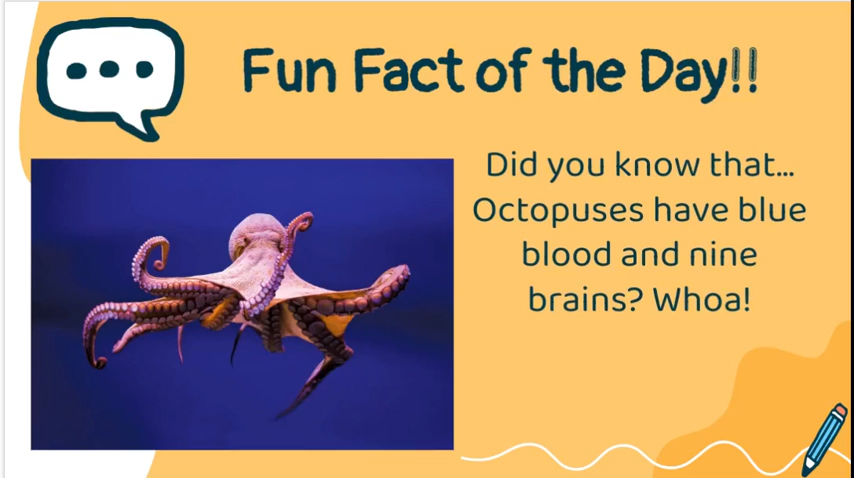 Fun Fact of the Day!!
Did you know that...
Octopuses have blue
blood and nine
brains? Whoa!